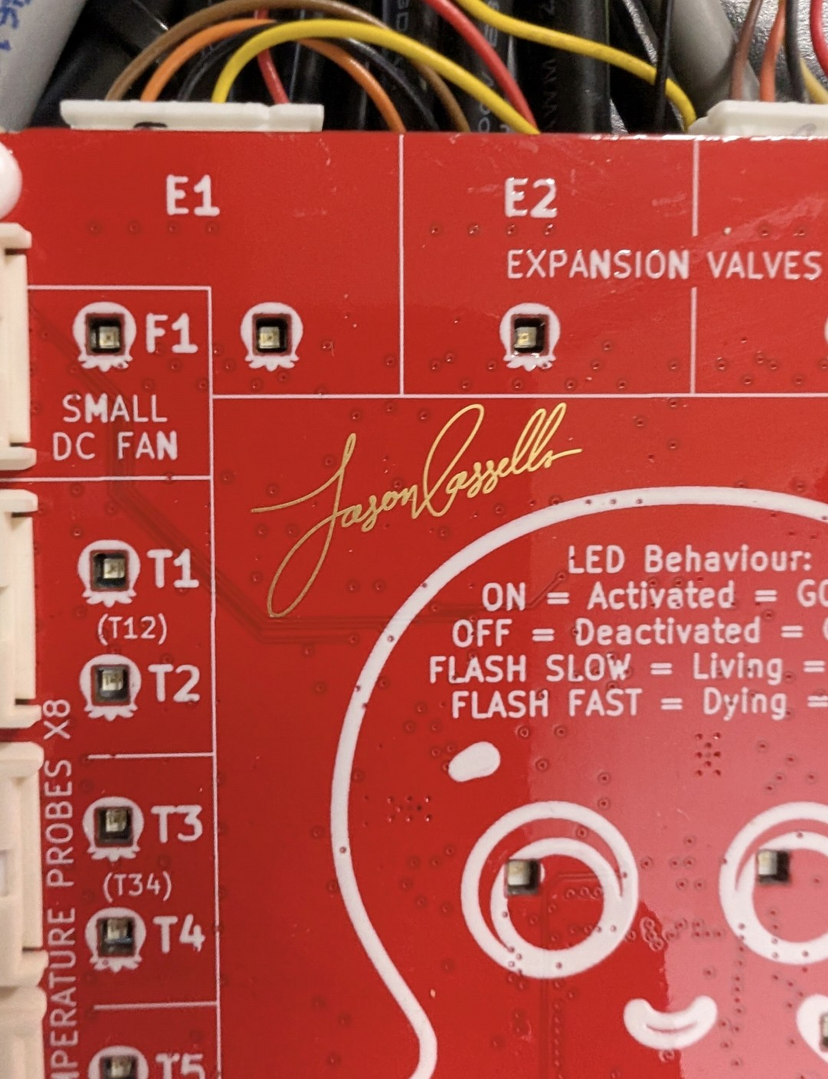 E1
E2
EXPANSION VALVES
F1
SMALL
DC FAN
Jason Cassells
LED Behaviour:
ON = Activated =
OFF = Deactivated =
FLASH SLOW = Living =
FLASH FAST = Dying =
T1
(T12)
T2
T3
(T34)
T4
T5
PROBES X8